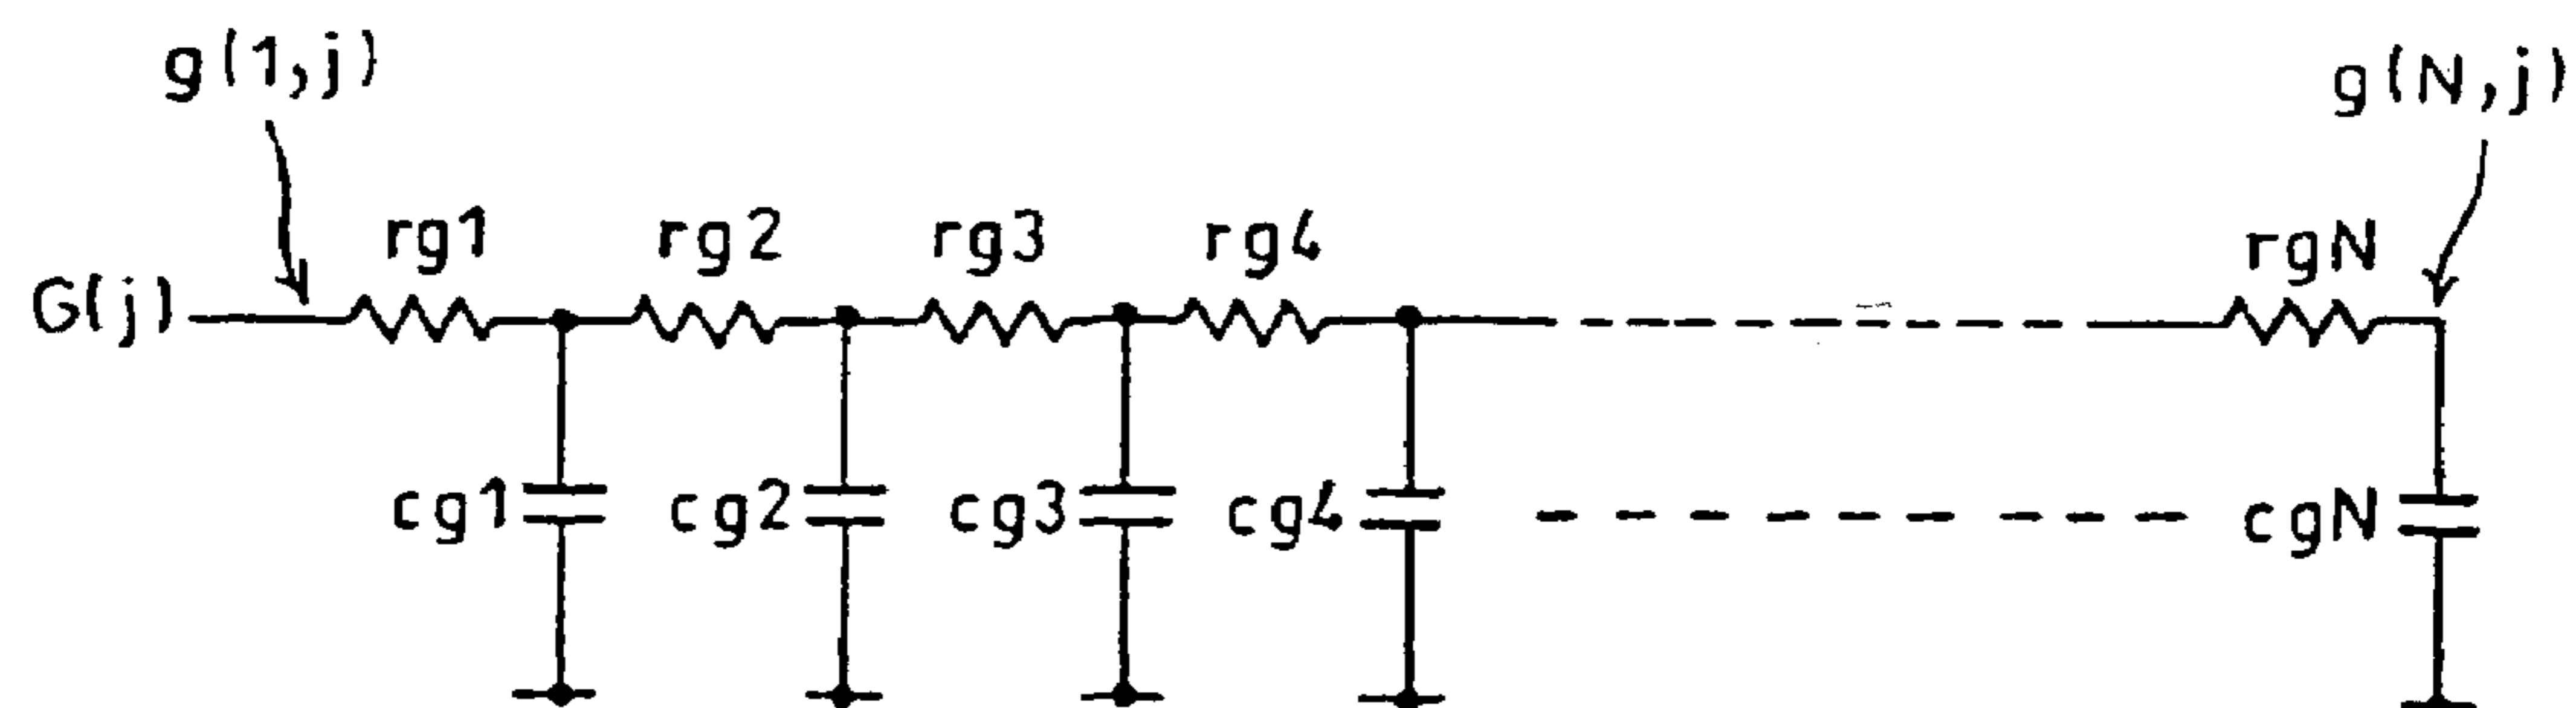 g(1,j)
g(N,j)
rg1 rg2 rg3 rg4 rgN
G(j)
cg1 cg2 cg3 cg4 cgN